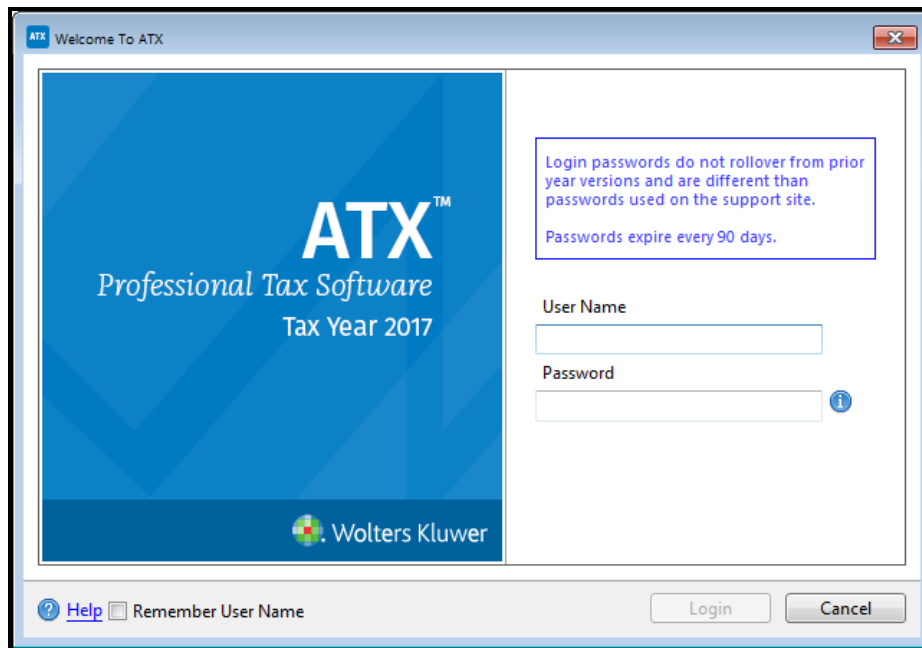 ATX Welcome To ATX
ATX™
Professional Tax Software
Tax Year 2017
Wolters Kluwer
Login passwords do not rollover from prior
year versions and are different than
passwords used on the support site.
Passwords expire every 90 days.
User Name
Password
Help Remember User Name
Login Cancel